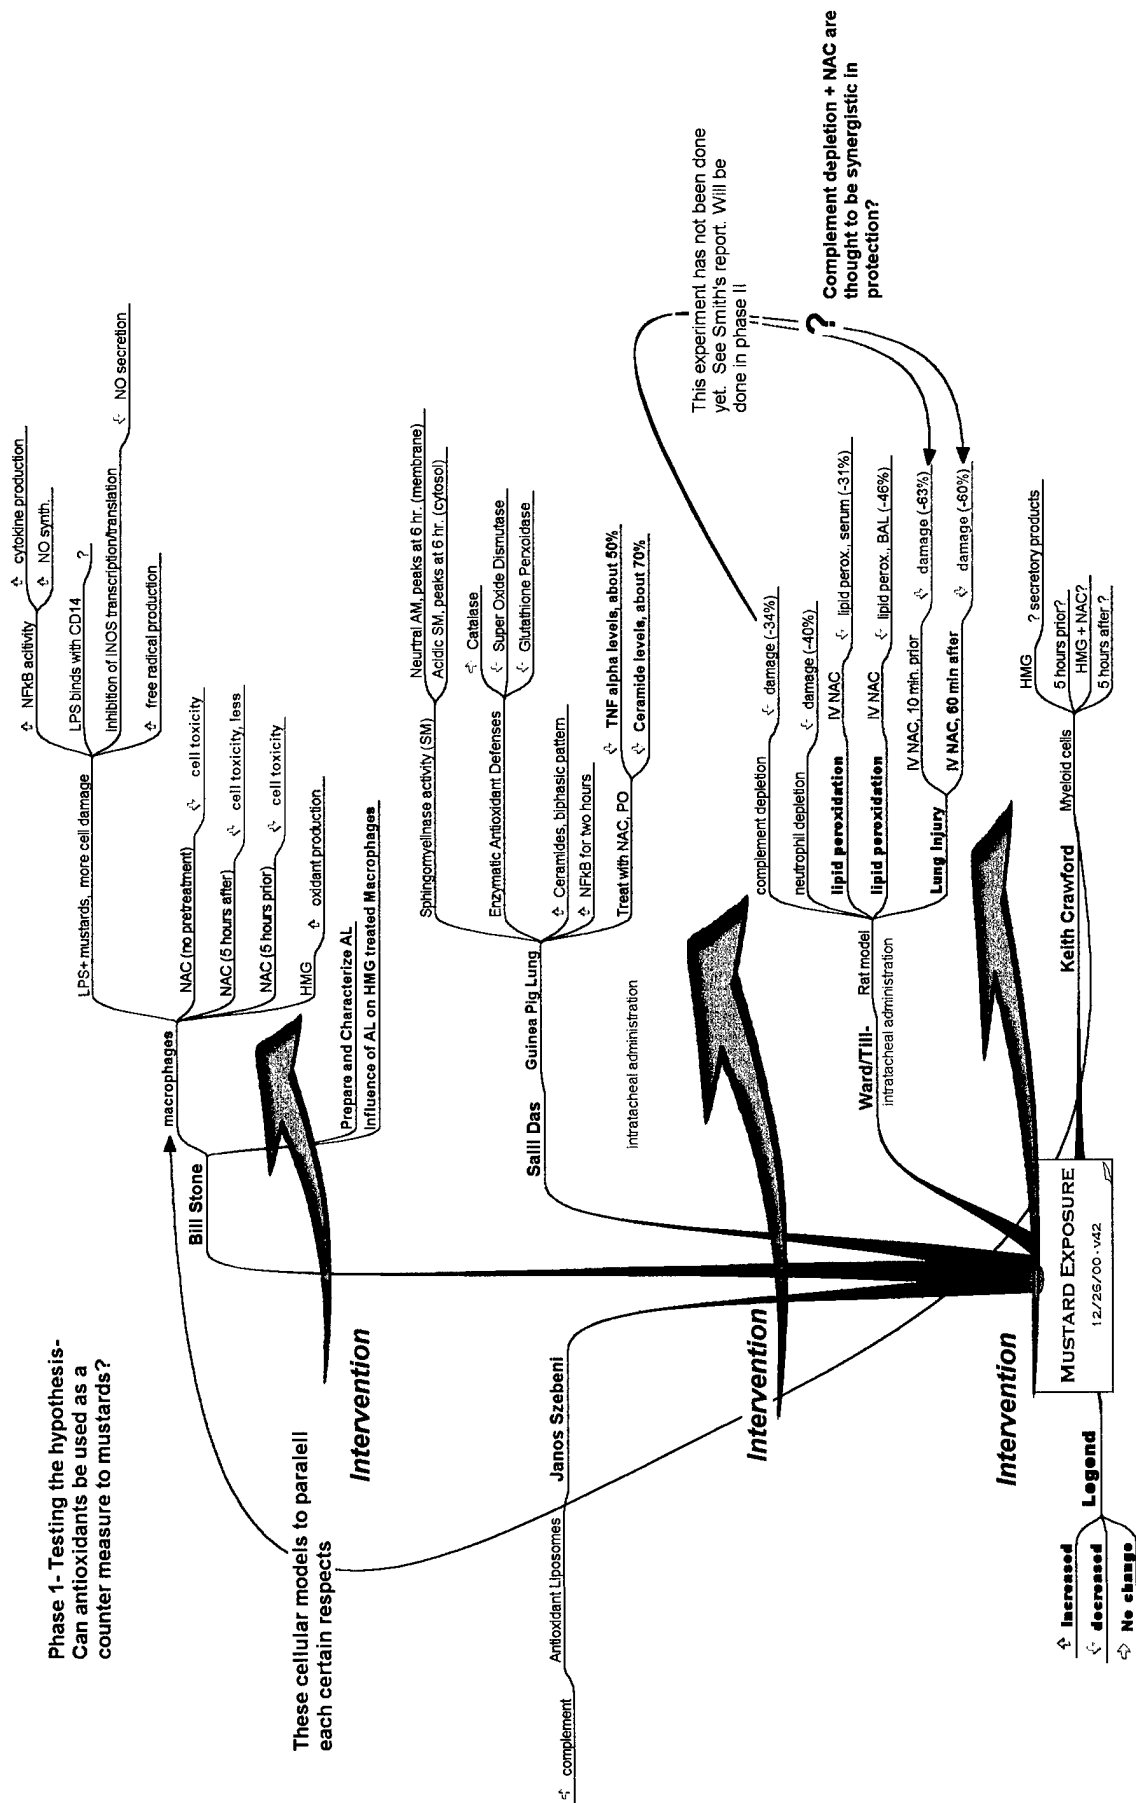 Phase 1- Testing the hypothesis-
Can antioxidants be used as a
counter measure to mustards?
These cellular models to paralell
each certain respects
Intervention
Bill Stone
macrophages
LPS+ mustards, more cell damage
NFkB acitivity
cytokine production
NO synth.
LPS binds with CD14
?
Inhibition of iNOS transcription/translation
NO secretion
free radical production
NAC (no pretreatment)
cell toxicity
NAC (5 hours after)
cell toxicity, less
NAC (5 hours prior)
cell toxicity
HMG
oxidant production
Prepare and Characterize AL
Influence of AL on HMG treated Macrophages
complement
Antioxidant Liposomes
Janos Szebeni
Intervention
Salil Das
Guinea Pig Lung
intratacheal administration
Sphingomyelinase activity (SM)
Neurtral AM, peaks at 6 hr. (membrane)
Acidic SM, peaks at 6 hr. (cytosol)
Enzymatic Antioxidant Defenses
Catalase
Super Oxide Dismutase
Glutathione Perxoidase
Ceramides, biphasic pattern
NFkB for two hours
Treat with NAC, PO
TNF alpha levels, about 50%
Ceramide levels, about 70%
This experiment has not been done
yet. See Smith's report. Will be
done in phase II
?
Complement depletion + NAC are
thought to be synergistic in
protection?
Ward/Till-
intratacheal administration
Rat model
complement depletion
damage (-34%)
neutrophil depletion
damage (-40%)
lipid peroxidation
IV NAC
lipid perox., serum (-31%)
lipid peroxidation
IV NAC
lipid perox., BAL (-46%)
Lung Injury
IV NAC, 10 min. prior
damage (-63%)
IV NAC, 60 min after
damage (-60%)
Intervention
Keith Crawford
Myeloid cells
HMG
? secretory products
5 hours prior?
HMG + NAC?
5 hours after ?
MUSTARD EXPOSURE
12/26/00 - v42
Legend
Increased
decreased
No change